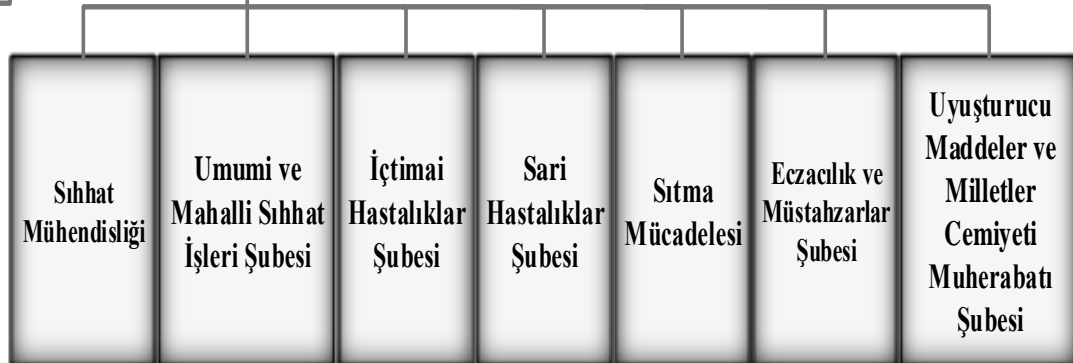 Sıhhat
Mühendisliği
Umumi ve
Mahalli Sıhhat
İşleri Şubesi
İçtimai
Hastalıklar
Şubesi
Sari
Hastalıklar
Şubesi
Sıtma
Mücadelesi
Eczacılık ve
Müstahzarlar
Şubesi
Uyuşturucu
Maddeler ve
Milletler
Cemiyeti
Muherabatı
Şubesi